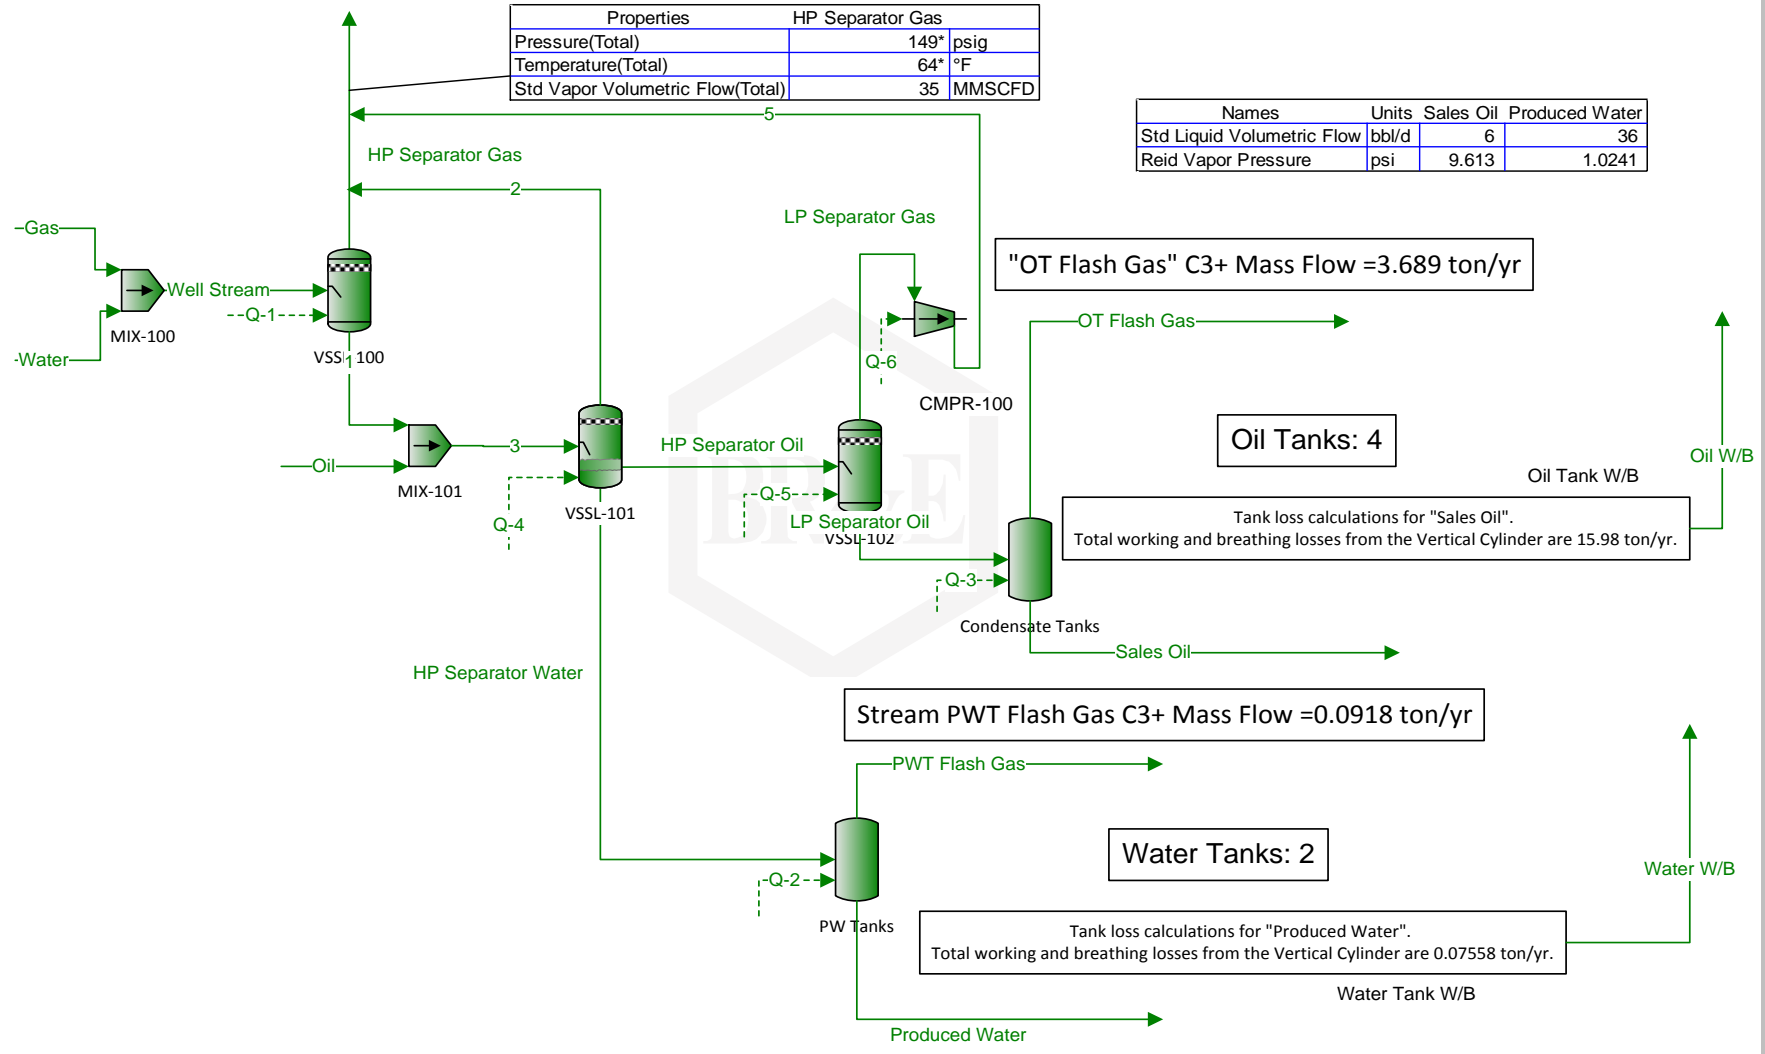 Properties HP Separator Gas
Pressure(Total) 149* psig
Temperature(Total) 64* °F
Std Vapor Volumetric Flow(Total) 35 MMSCFD
Names Units Sales Oil Produced Water
Std Liquid Volumetric Flow bbl/d 6 36
Reid Vapor Pressure psi 9.613 1.0241
5
HP Separator Gas
2
LP Separator Gas
Gas
"OT Flash Gas" C3+ Mass Flow =3.689 ton/yr
Well Stream
Q-1
MIX-100
OT Flash Gas
Water
VSSL-100
1
Q-6
CMPR-100
Oil Tanks: 4
3
HP Separator Oil
Oil
Oil W/B
Oil Tank W/B
MIX-101
Q-5
VSSL-101
Q-4
BR&E
LP Separator Oil
VSSL-102
Tank loss calculations for "Sales Oil".
Total working and breathing losses from the Vertical Cylinder are 15.98 ton/yr.
Q-3
Condensate Tanks
Sales Oil
HP Separator Water
Stream PWT Flash Gas C3+ Mass Flow =0.0918 ton/yr
PWT Flash Gas
Water Tanks: 2
Water W/B
Q-2
PW Tanks
Tank loss calculations for "Produced Water".
Total working and breathing losses from the Vertical Cylinder are 0.07558 ton/yr.
Water Tank W/B
Produced Water